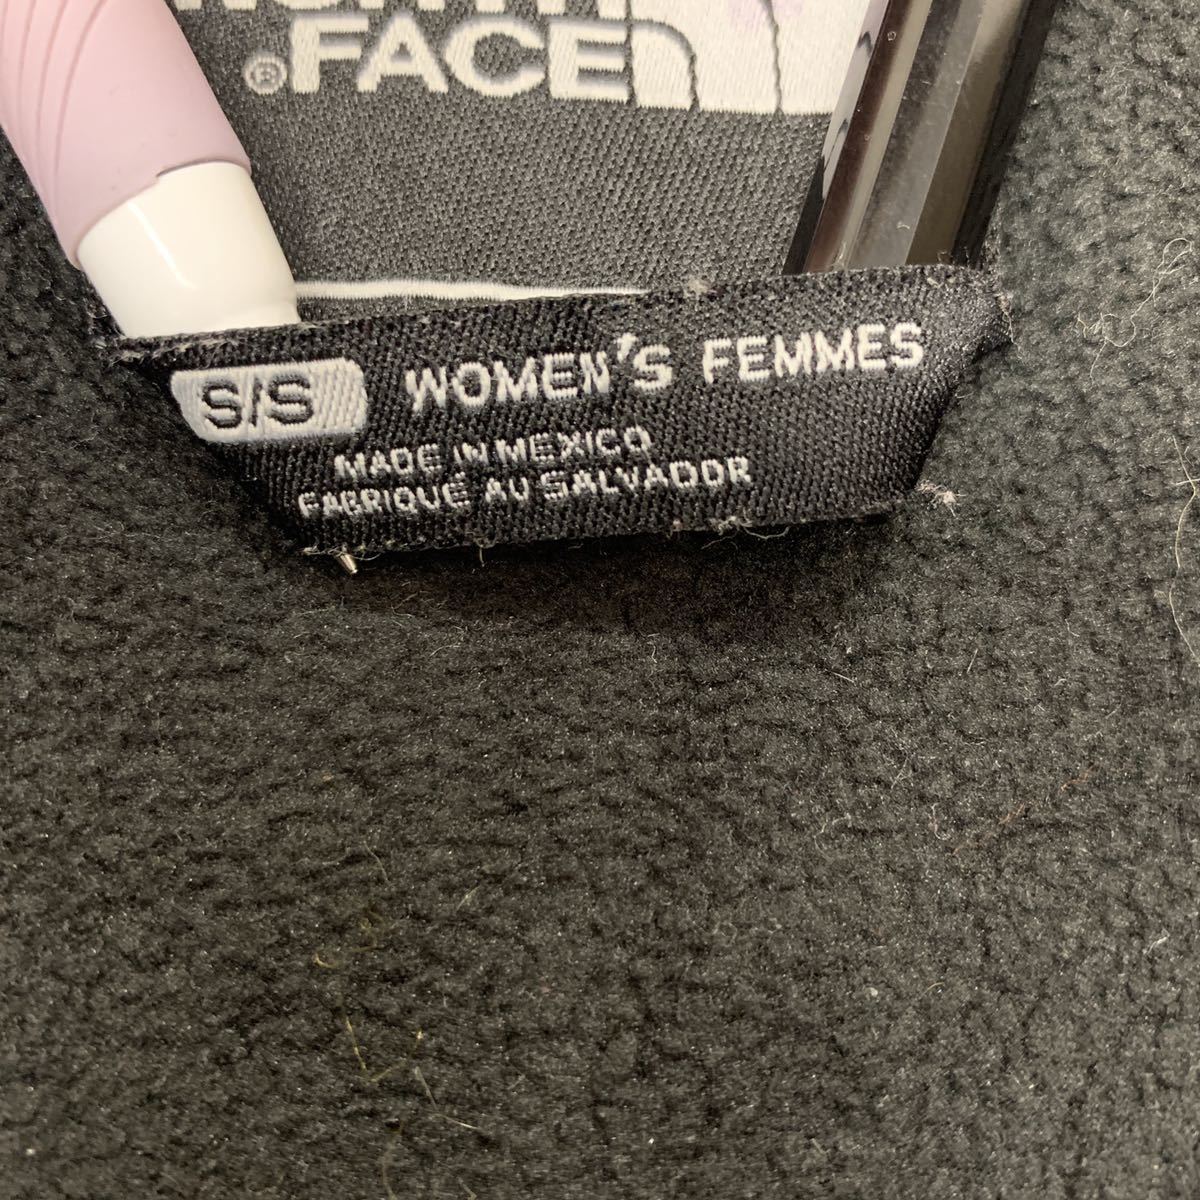 ®FACE
S/S WOMEN'S FEMMES
MADE IN MEXICO
FABRIQUE AU SALVADOR